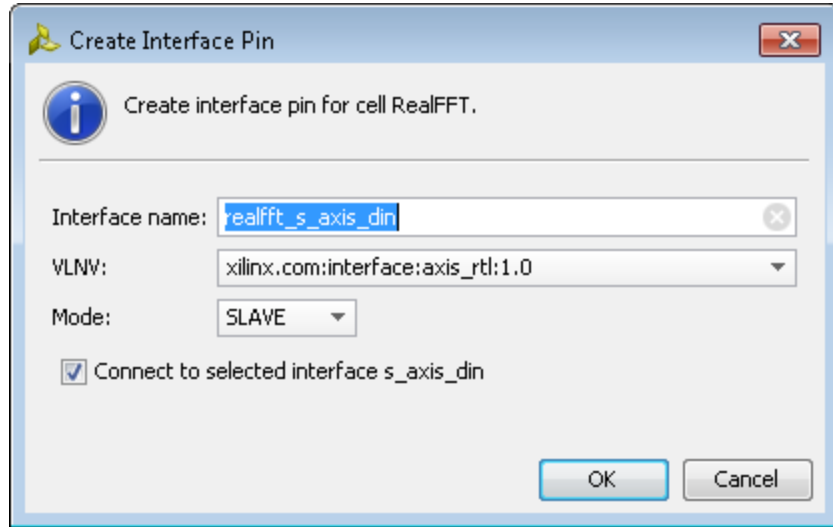 Create Interface Pin
Create interface pin for cell RealFFT.
Interface name: realfft_s_axis_din
VLNV: xilinx.com:interface:axis_rtl:1.0
Mode: SLAVE
Connect to selected interface s_axis_din
OK Cancel